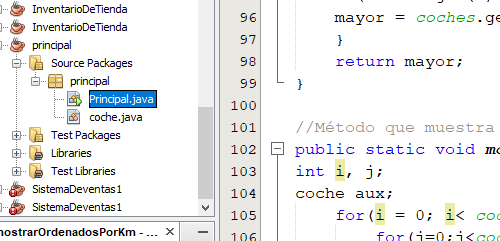 InventarioDeTienda
InventarioDeTienda
principal
Source Packages
principal
Principal.java
coche.java
Test Packages
Libraries
Test Libraries
SistemaDeventas1
SistemaDeventas1
mostrarOrdenadosPorKm - ...
96 mayor = coches.ge
97 }
98 return mayor;
99 }
100
101 //Método que muestra
102 public static void mo
103 int i, j;
104 coche aux;
105 for(i = 0; i< coc
106 for(j=0;j<coc